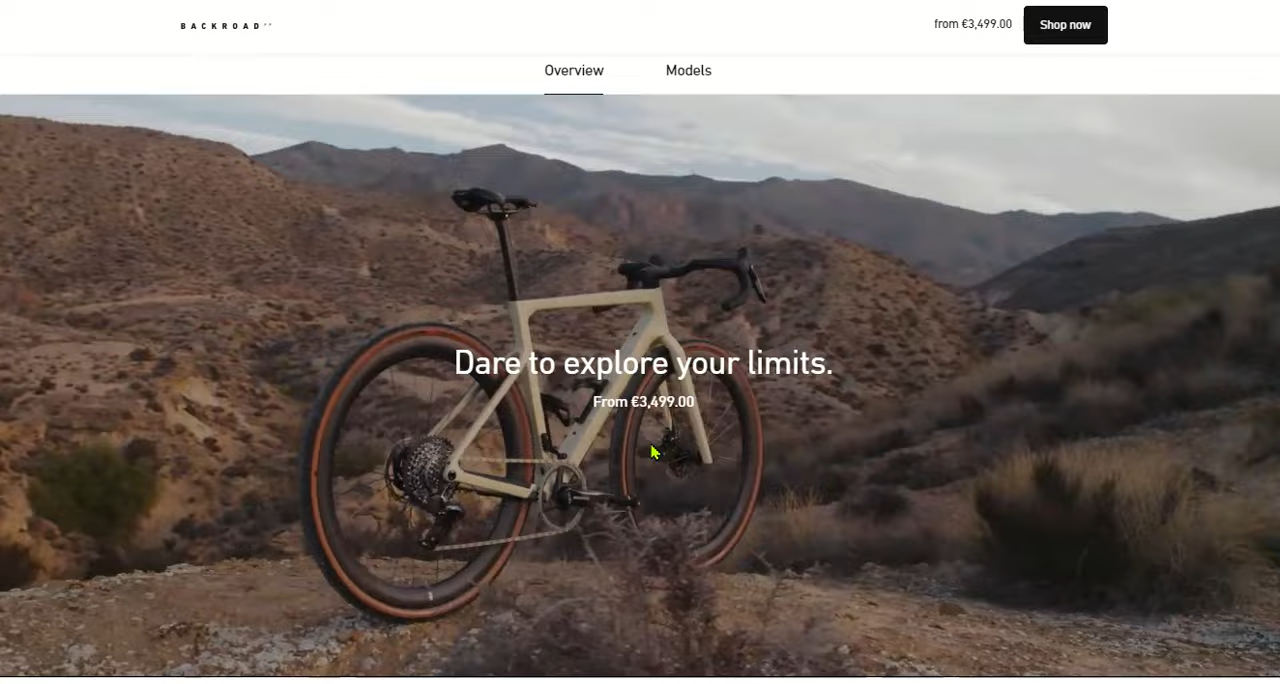 BACKROAD
from €3,499.00
Shop now
Overview
Models
Dare to explore your limits.
From €3,499.00